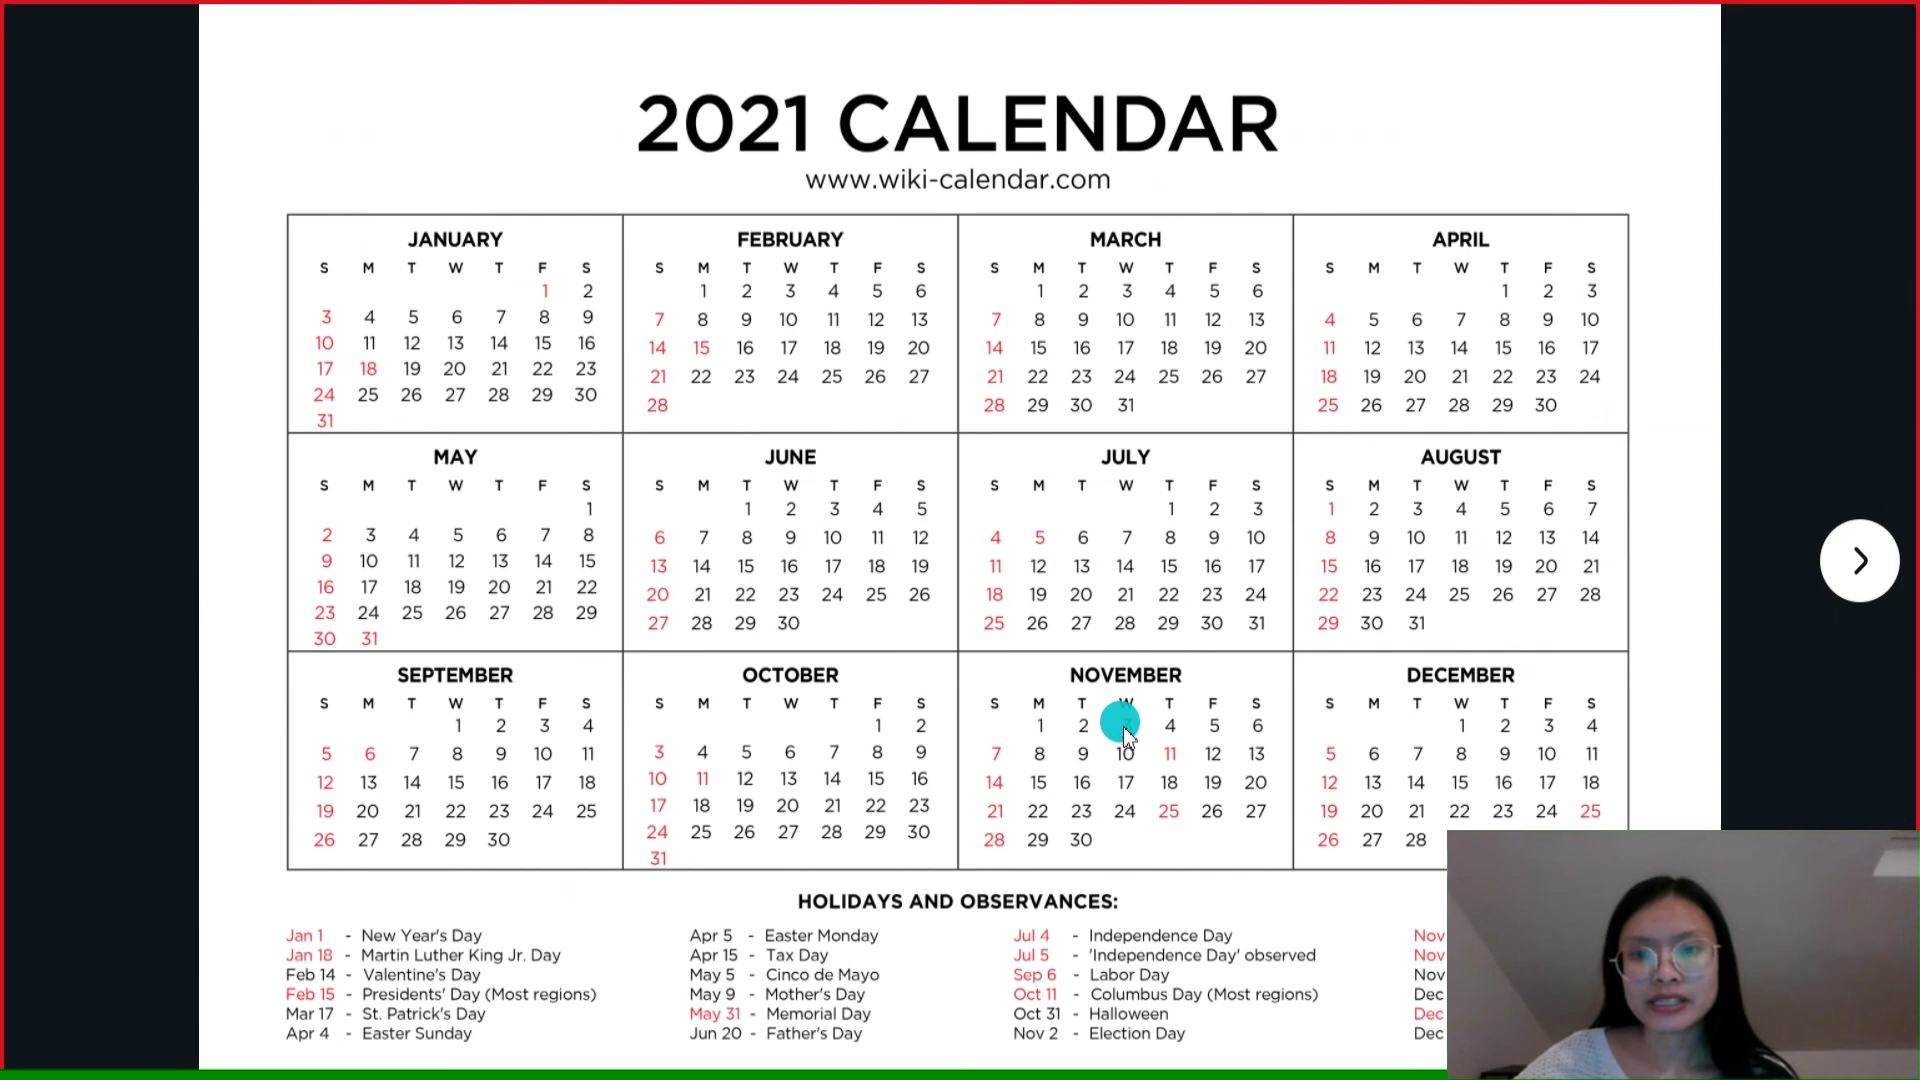 2021 CALENDAR
www.wiki-calendar.com
JANUARY
S M T W T F S
1 2
3 4 5 6 7 8 9
10 11 12 13 14 15 16
17 18 19 20 21 22 23
24 25 26 27 28 29 30
31
FEBRUARY
S M T W T F S
1 2 3 4 5 6
7 8 9 10 11 12 13
14 15 16 17 18 19 20
21 22 23 24 25 26 27
28
MARCH
S M T W T F S
1 2 3 4 5 6
7 8 9 10 11 12 13
14 15 16 17 18 19 20
21 22 23 24 25 26 27
28 29 30 31
APRIL
S M T W T F S
1 2 3
4 5 6 7 8 9 10
11 12 13 14 15 16 17
18 19 20 21 22 23 24
25 26 27 28 29 30
MAY
S M T W T F S
1
2 3 4 5 6 7 8
9 10 11 12 13 14 15
16 17 18 19 20 21 22
23 24 25 26 27 28 29
30 31
JUNE
S M T W T F S
1 2 3 4 5
6 7 8 9 10 11 12
13 14 15 16 17 18 19
20 21 22 23 24 25 26
27 28 29 30
JULY
S M T W T F S
1 2 3
4 5 6 7 8 9 10
11 12 13 14 15 16 17
18 19 20 21 22 23 24
25 26 27 28 29 30 31
AUGUST
S M T W T F S
1 2 3 4 5 6 7
8 9 10 11 12 13 14
15 16 17 18 19 20 21
22 23 24 25 26 27 28
29 30 31
SEPTEMBER
S M T W T F S
1 2 3 4
5 6 7 8 9 10 11
12 13 14 15 16 17 18
19 20 21 22 23 24 25
26 27 28 29 30
OCTOBER
S M T W T F S
1 2
3 4 5 6 7 8 9
10 11 12 13 14 15 16
17 18 19 20 21 22 23
24 25 26 27 28 29 30
31
NOVEMBER
S M T W T F S
1 2 3 4 5 6
7 8 9 10 11 12 13
14 15 16 17 18 19 20
21 22 23 24 25 26 27
28 29 30
DECEMBER
S M T W T F S
1 2 3 4
5 6 7 8 9 10 11
12 13 14 15 16 17 18
19 20 21 22 23 24 25
26 27 28
HOLIDAYS AND OBSERVANCES:
Jan 1 - New Year's Day
Jan 18 - Martin Luther King Jr. Day
Feb 14 - Valentine's Day
Feb 15 - Presidents' Day (Most regions)
Mar 17 - St. Patrick's Day
Apr 4 - Easter Sunday
Apr 5 - Easter Monday
Apr 15 - Tax Day
May 5 - Cinco de Mayo
May 9 - Mother's Day
May 31 - Memorial Day
Jun 20 - Father's Day
Jul 4 - Independence Day
Jul 5 - 'Independence Day' observed
Sep 6 - Labor Day
Oct 11 - Columbus Day (Most regions)
Oct 31 - Halloween
Nov 2 - Election Day
Nov
Nov
Nov
Dec
Dec
Dec